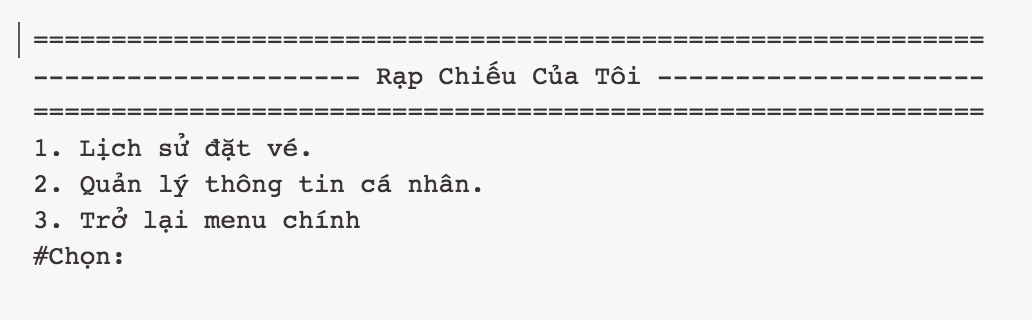 =============================================================
--------------------- Rạp Chiếu Của Tôi ---------------------
=============================================================
1. Lịch sử đặt vé.
2. Quản lý thông tin cá nhân.
3. Trở lại menu chính
#Chọn: